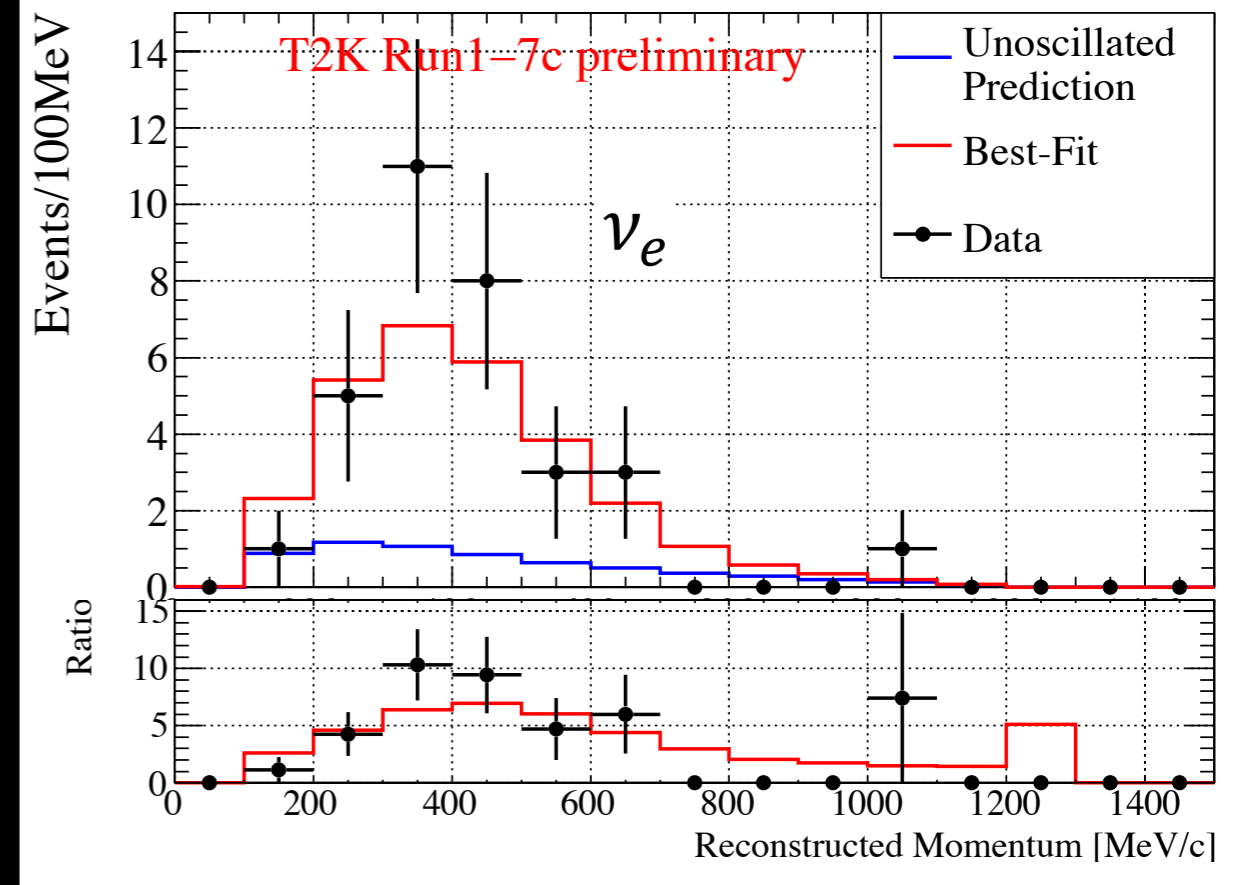 T2K Run1−7c preliminary
Events/100MeV
14
12
10
8
6
4
2
0
Unoscillated
Prediction
Best-Fit
Data
νe
Ratio
15
10
5
0
0 200 400 600 800 1000 1200 1400
Reconstructed Momentum [MeV/c]